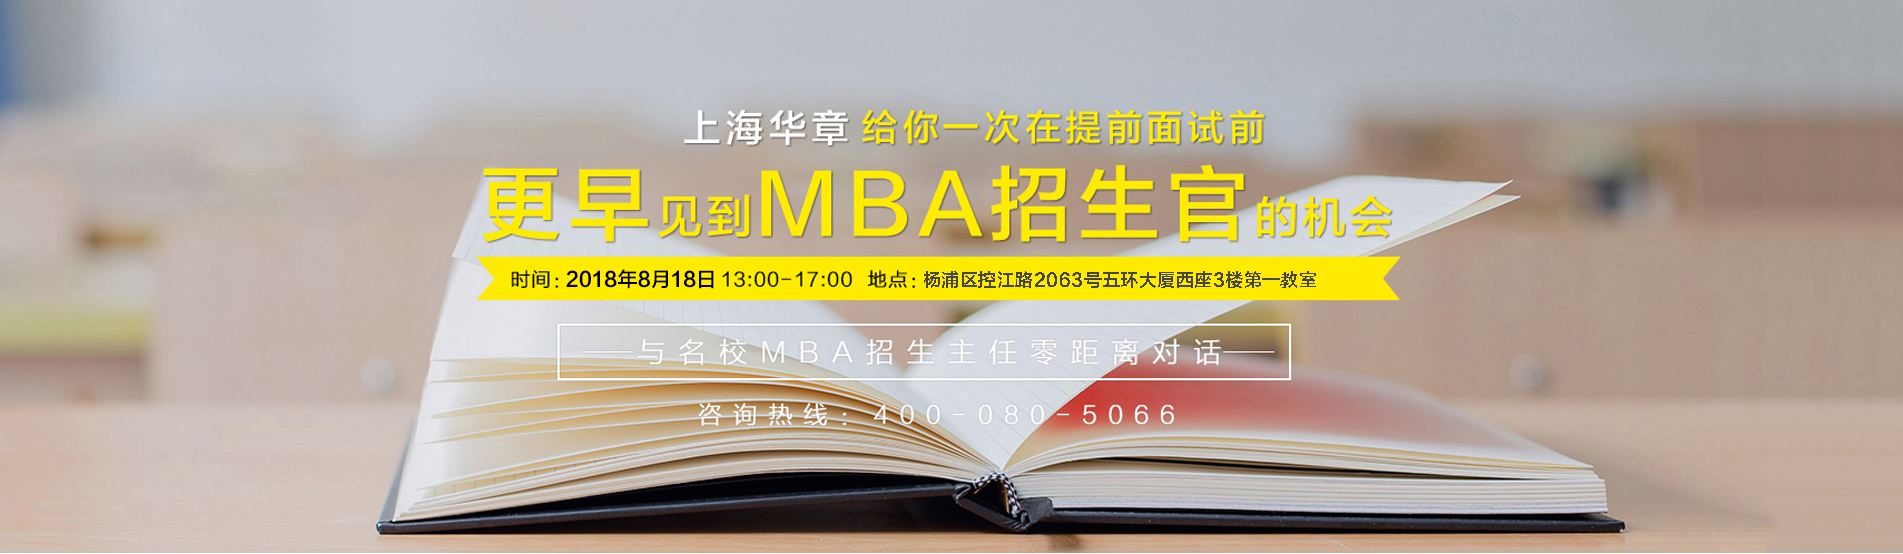 上海华章 给你一次在提前面试前
更早见到MBA招生官的机会
时间: 2018年8月18日 13:00-17:00 地点: 杨浦区控江路2063号五环大厦西座3楼第一教室
——与名校MBA招生主任零距离对话——
咨询热线: 400-080-5066